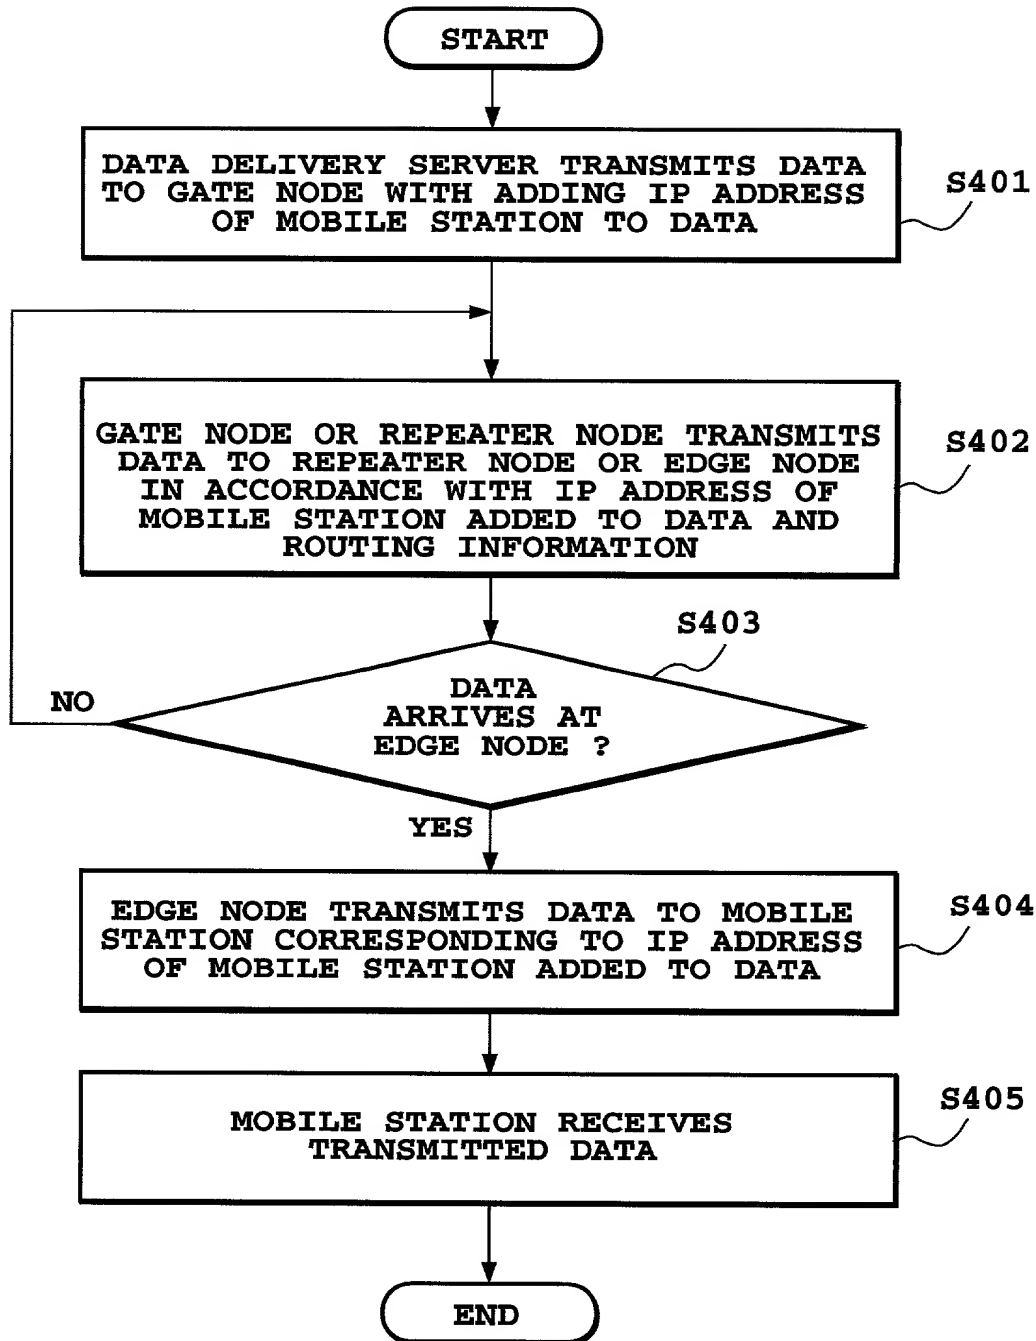 START
DATA DELIVERY SERVER TRANSMITS DATA
TO GATE NODE WITH ADDING IP ADDRESS
OF MOBILE STATION TO DATA
S401
GATE NODE OR REPEATER NODE TRANSMITS
DATA TO REPEATER NODE OR EDGE NODE
IN ACCORDANCE WITH IP ADDRESS OF
MOBILE STATION ADDED TO DATA AND
ROUTING INFORMATION
S402
S403
DATA
ARRIVES AT
EDGE NODE ?
NO
YES
EDGE NODE TRANSMITS DATA TO MOBILE
STATION CORRESPONDING TO IP ADDRESS
OF MOBILE STATION ADDED TO DATA
S404
MOBILE STATION RECEIVES
TRANSMITTED DATA
S405
END